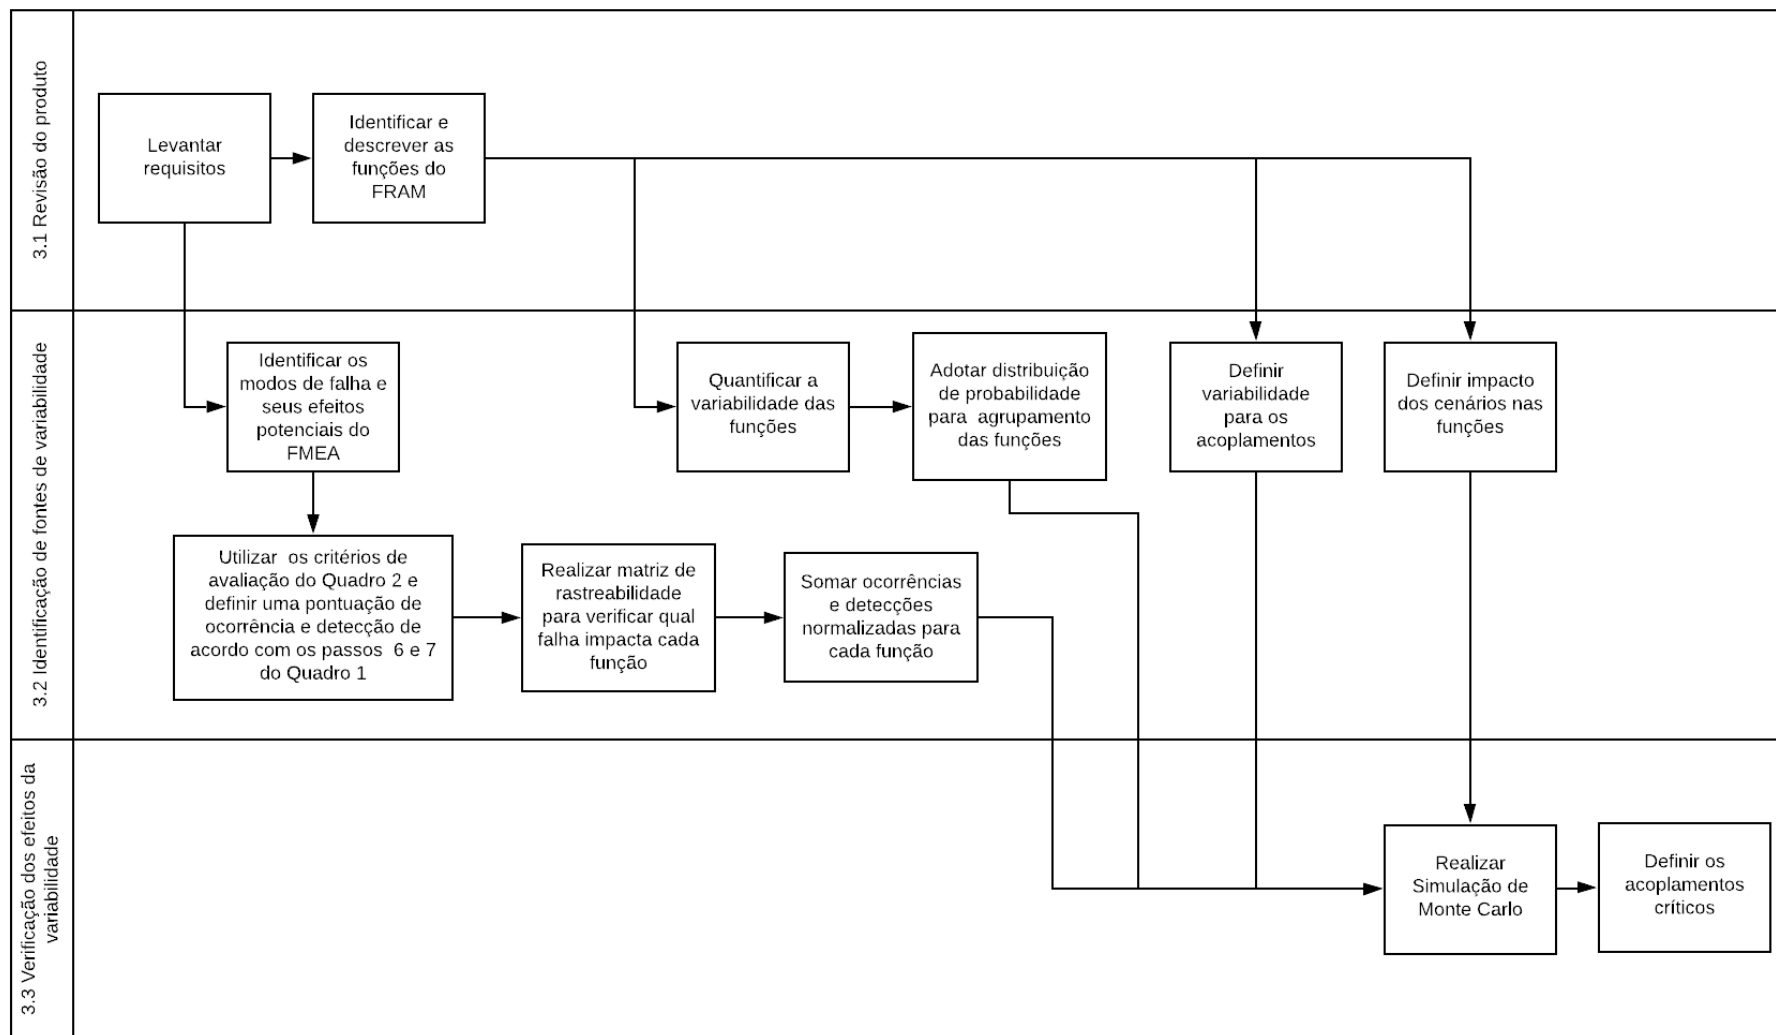 3.1 Revisão do produto
Levantar
requisitos
Identificar e
descrever as
funções do
FRAM
3.2 Identificação de fontes de variabilidade
Identificar os
modos de falha e
seus efeitos
potenciais do
FMEA
Quantificar a
variabilidade das
funções
Adotar distribuição
de probabilidade
para agrupamento
das funções
Definir
variabilidade
para os
acoplamentos
Definir impacto
dos cenários nas
funções
Utilizar os critérios de
avaliação do Quadro 2 e
definir uma pontuação de
ocorrência e detecção de
acordo com os passos 6 e 7
do Quadro 1
Realizar matriz de
rastreabilidade
para verificar qual
falha impacta cada
função
Somar ocorrências
e detecções
normalizadas para
cada função
3.3 Verificação dos efeitos da
variabilidade
Realizar
Simulação de
Monte Carlo
Definir os
acoplamentos
críticos